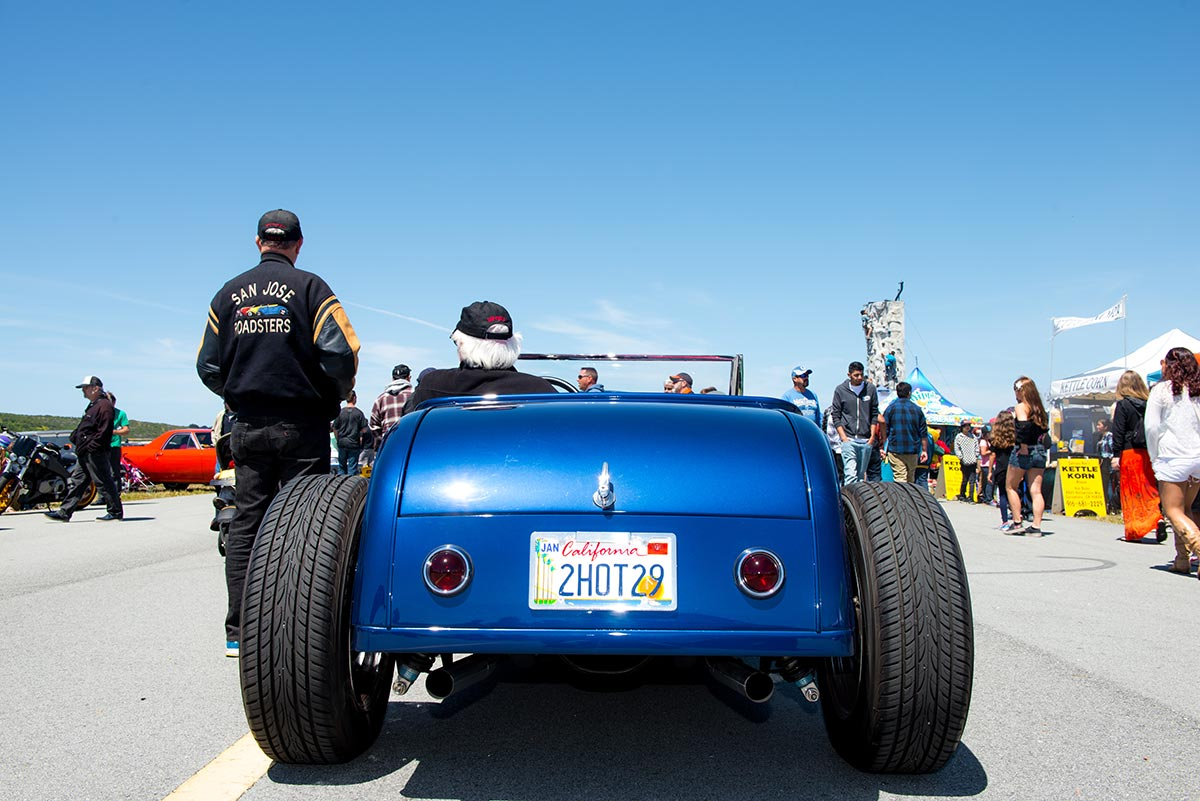 SAN JOSE
ROADSTERS
JAN California
2HOT29
KETTLE CORN
KETTLE
KORN
KETTLE
KORN